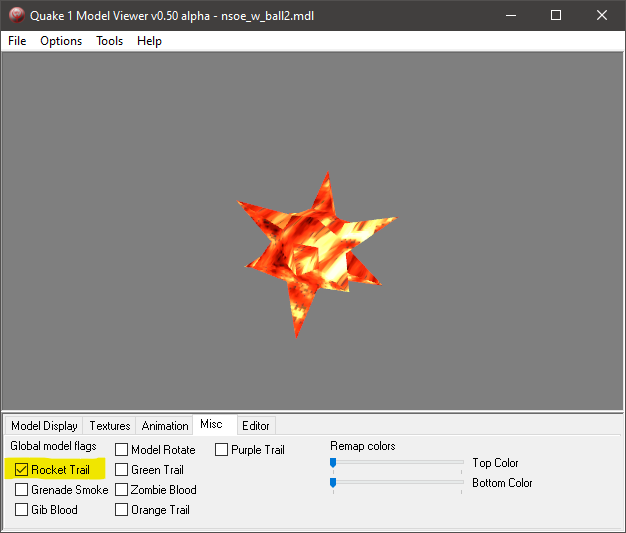 Quake 1 Model Viewer v0.50 alpha - nsoe_w_ball2.mdl
File Options Tools Help
Model Display Textures Animation Misc Editor
Global model flags Model Rotate Purple Trail Remap colors
Rocket Trail Green Trail Top Color
Grenade Smoke Zombie Blood Bottom Color
Gib Blood Orange Trail